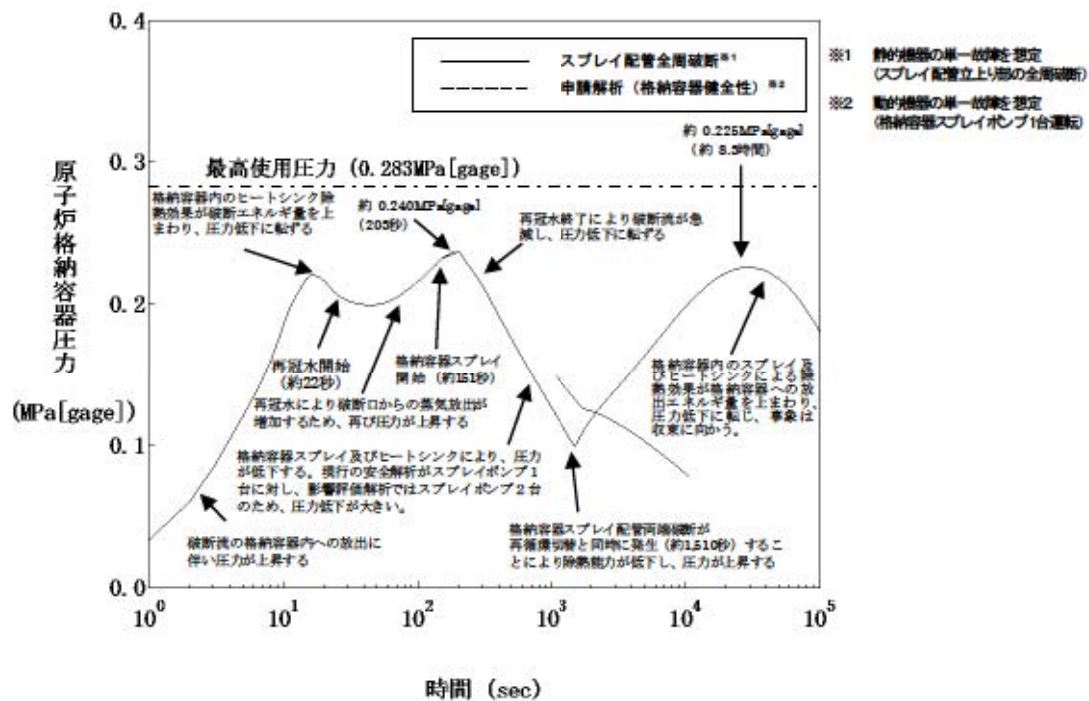 0.4
0.3
0.2
0.1
0.0
原子炉格納容器圧力
(MPa[gage])
スプレイ配管全周破断※1
申請解析(格納容器健全性)※2
※1 静的機器の単一故障を想定
(スプレイ配管立上り部の全周破断)
※2 動的機器の単一故障を想定
(格納容器スプレイポンプ1台運転)
約 0.225MPa[gage]
(約 8.3時間)
最高使用圧力 (0.283MPa[gage])
格納容器内のヒートシンク除
熱効果が破断エネルギ量を上
まわり、圧力低下に転ずる
約 0.240MPa[gage]
(203秒)
再冠水終了により破断流が急
減し、圧力低下に転ずる
再冠水開始
(約22秒)
格納容器スプレイ
開始(約151秒)
再冠水により破断口からの蒸気放出が
増加するため、再び圧力が上昇する
格納容器スプレイ及びヒートシンクにより、圧力
が低下する。現行の安全解析がスプレイポンプ1
台に対し、影響評価解析ではスプレイポンプ2台
のため、圧力低下が大きい。
格納容器内のスプレイ及
びヒートシンクによる除
熱効果が格納容器への放
出エネルギ量を上まわり、
圧力低下に転じ、事象は
収束に向かう。
破断流の格納容器内への放出に
伴い圧力が上昇する
格納容器スプレイ配管両端破断が
再循環切替と同時に発生(約1,510秒)するこ
とにより除熱能力が低下し、圧力が上昇する
10⁰ 10¹ 10² 10³ 10⁴ 10⁵
時間 (sec)